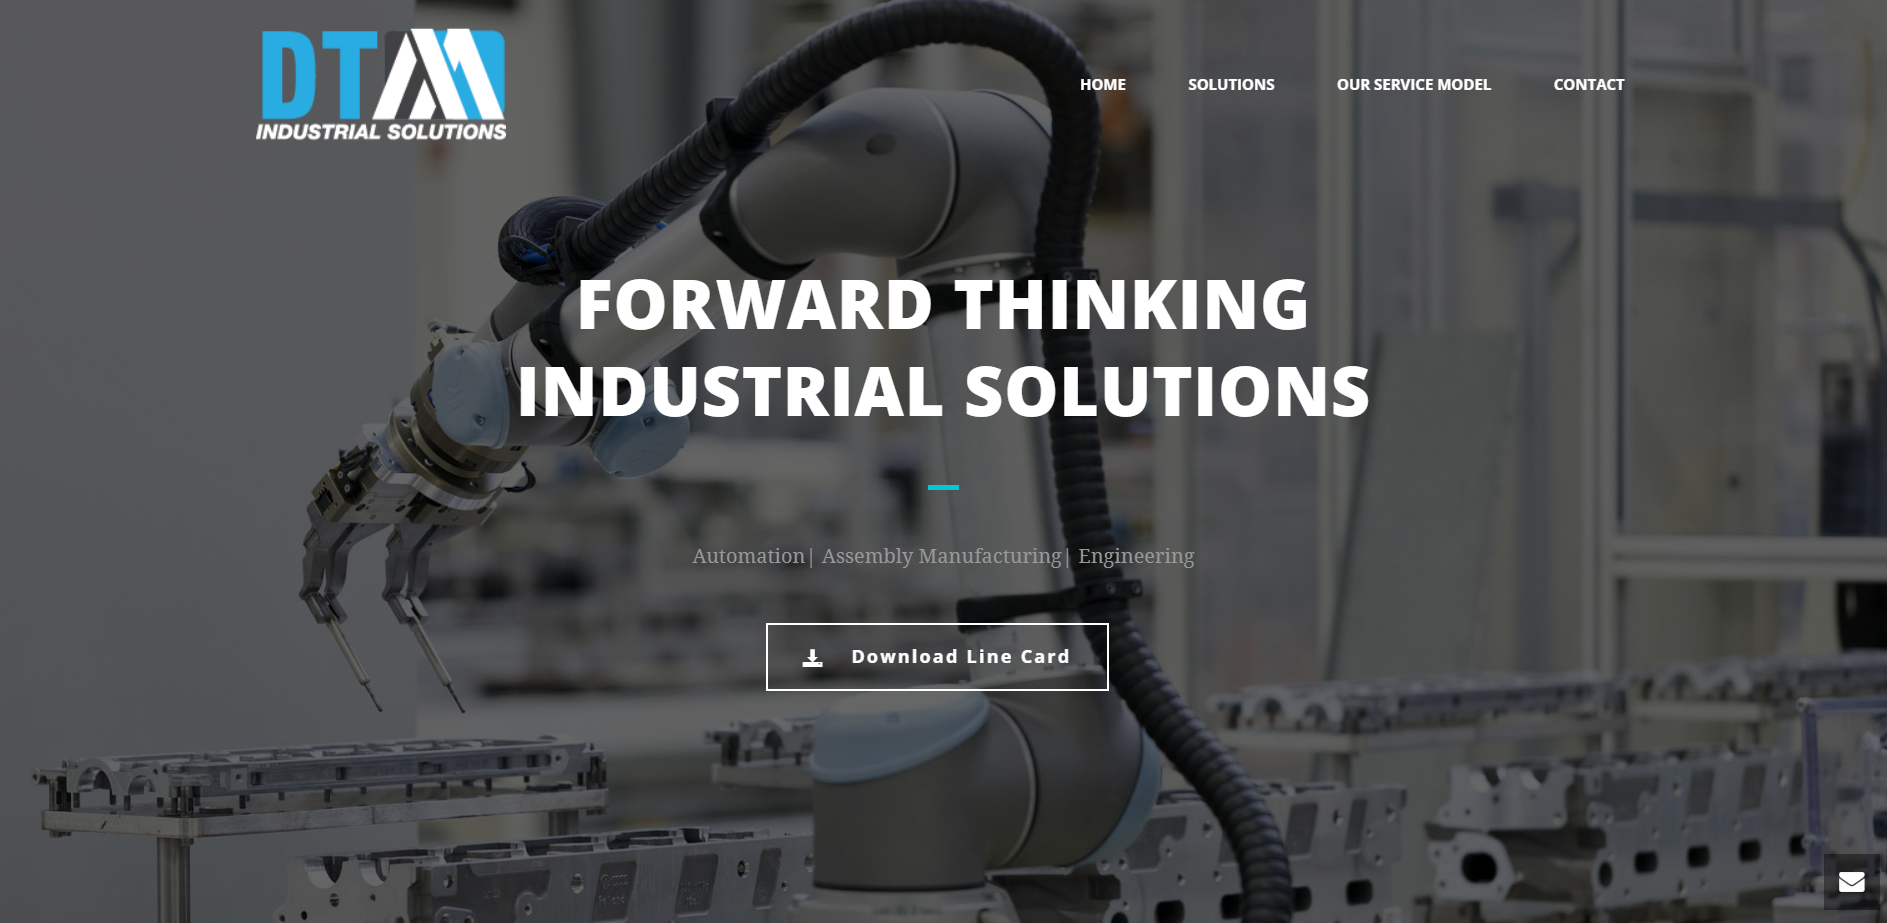 DTAM
INDUSTRIAL SOLUTIONS
HOME
SOLUTIONS
OUR SERVICE MODEL
CONTACT
FORWARD THINKING
INDUSTRIAL SOLUTIONS
Automation| Assembly Manufacturing| Engineering
Download Line Card